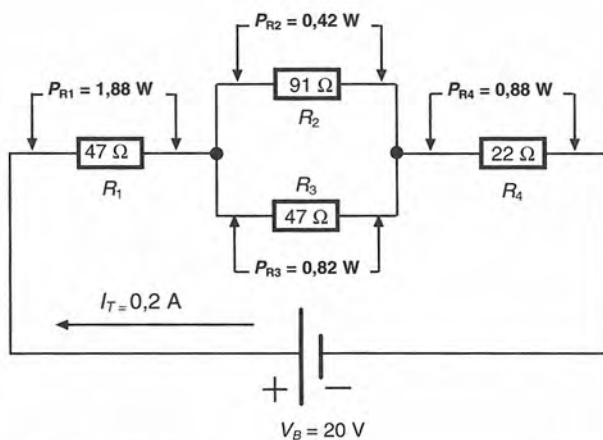 P_R2 = 0,42 W
P_R1 = 1,88 W
91 Ω
P_R4 = 0,88 W
R_2
47 Ω
22 Ω
R_1
R_3
R_4
47 Ω
P_R3 = 0,82 W
I_T= 0,2 A
+ −
V_B = 20 V